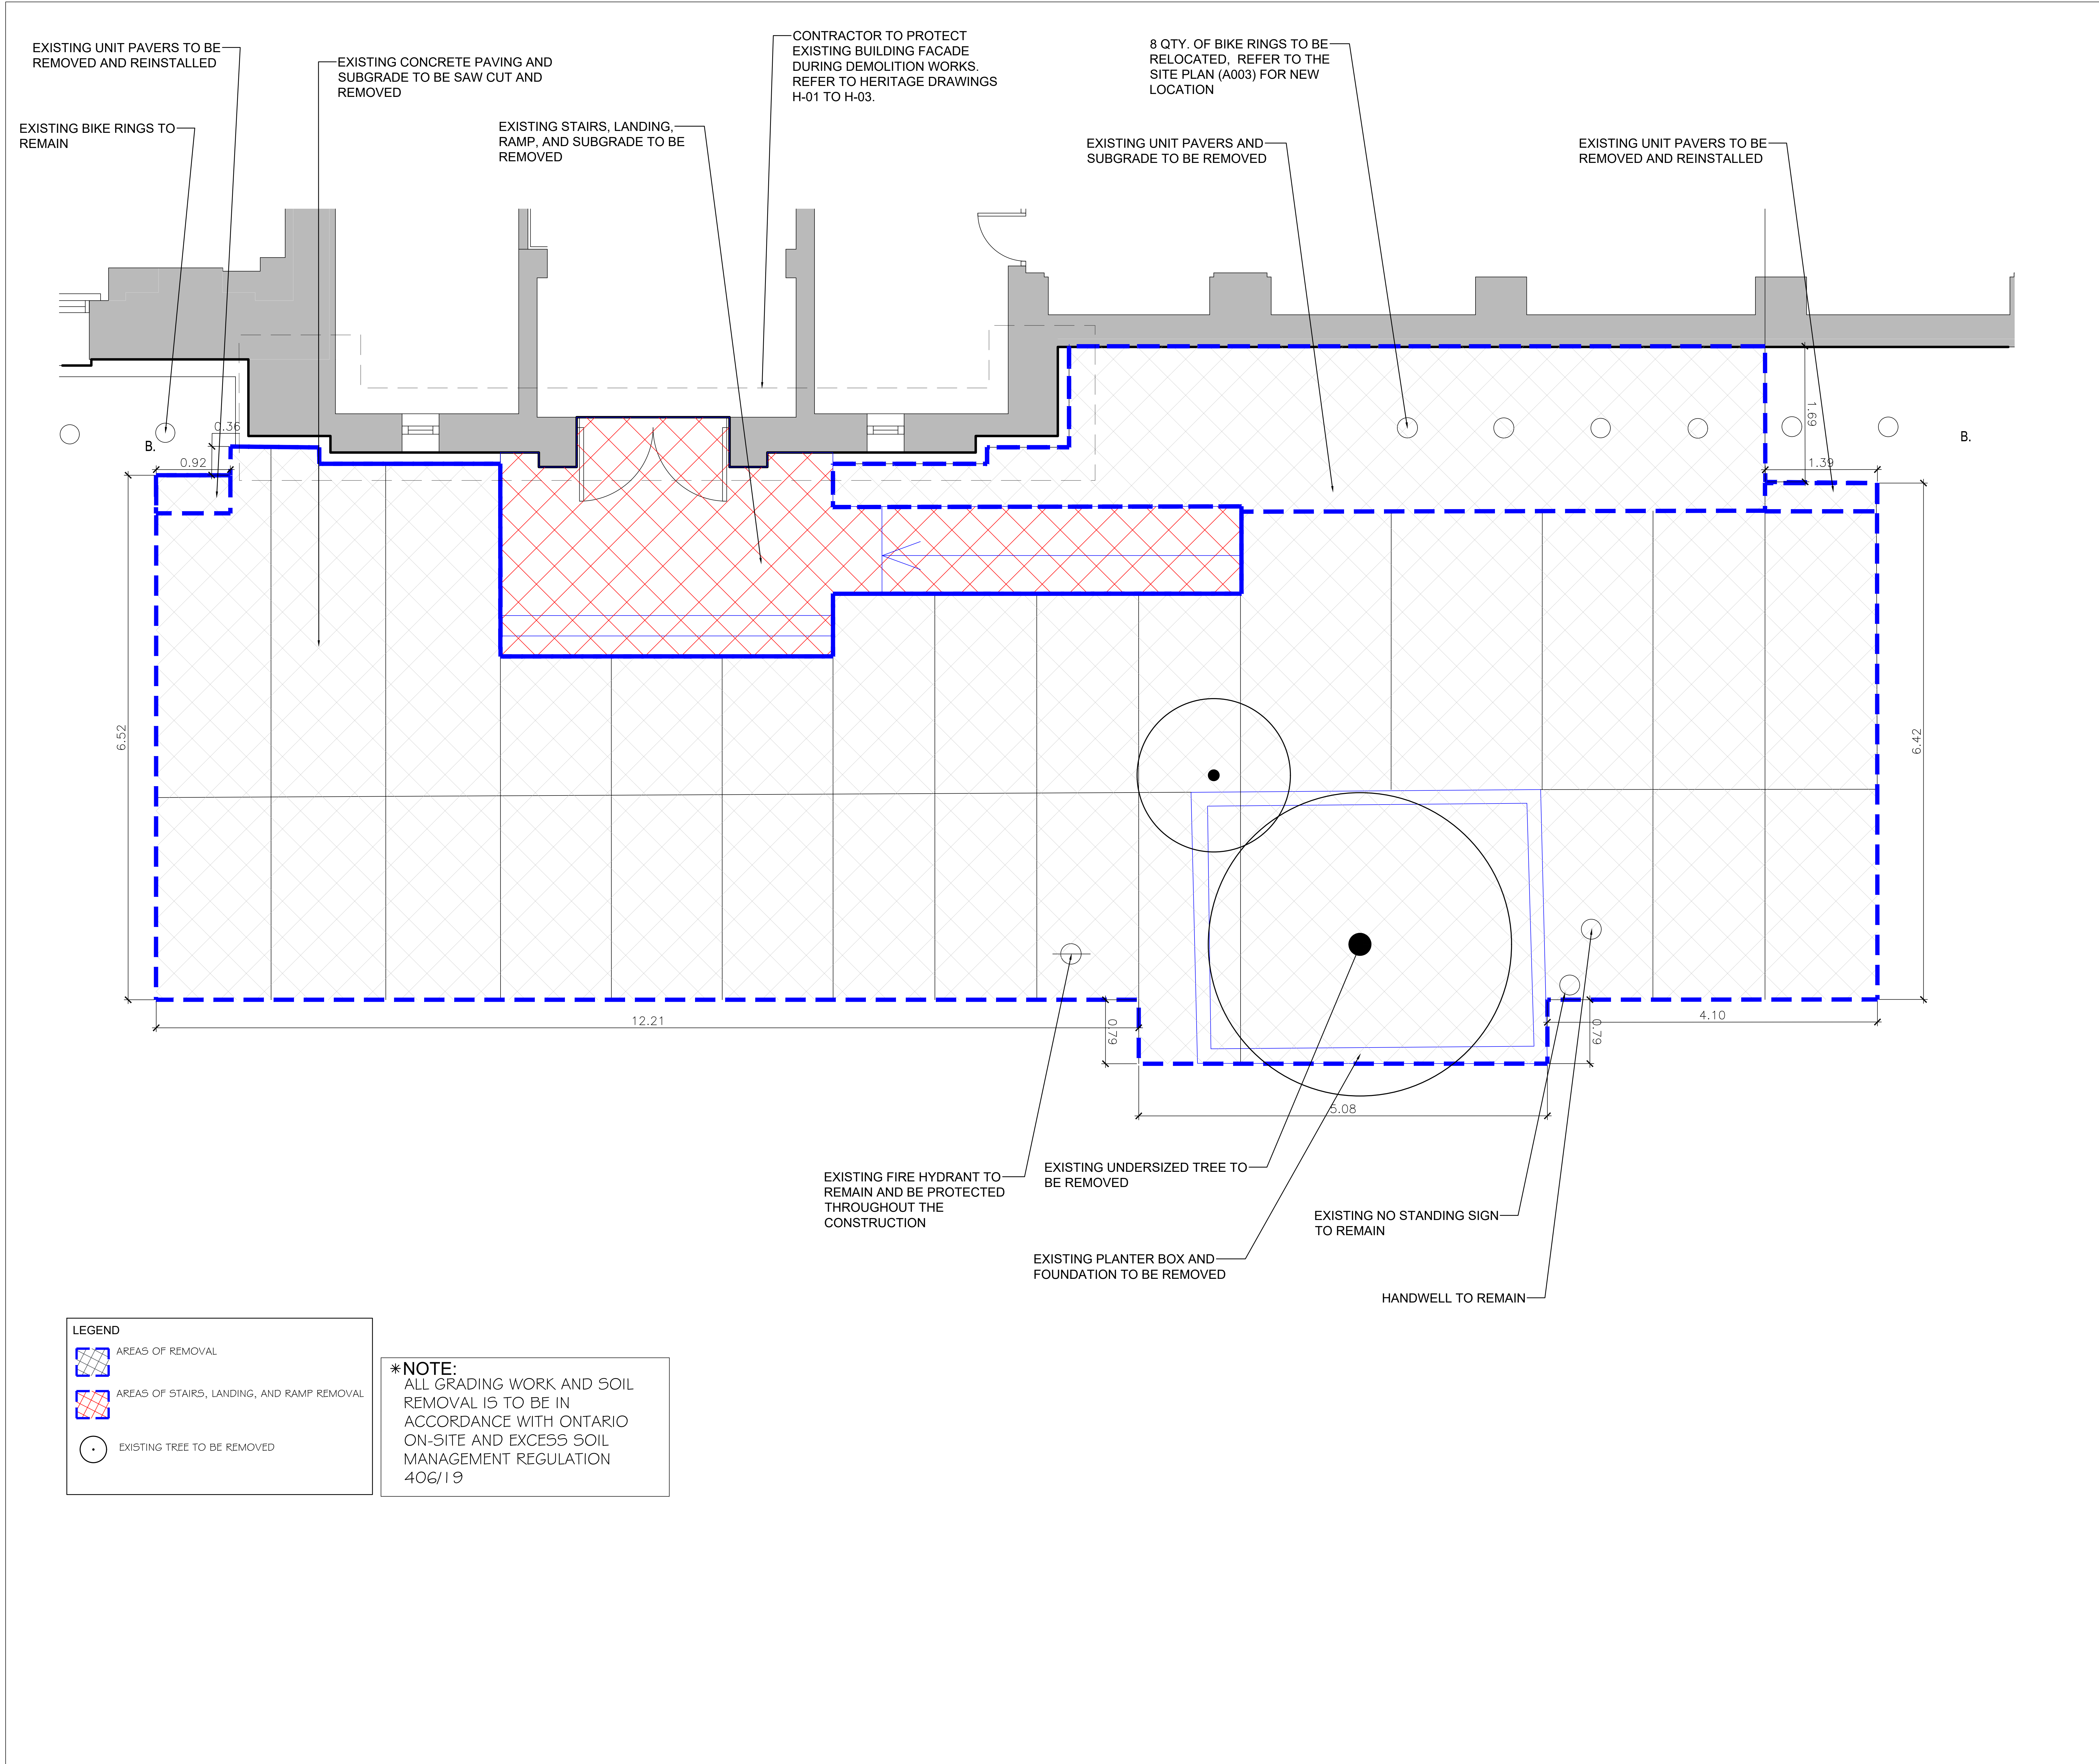 EXISTING UNIT PAVERS TO BE
REMOVED AND REINSTALLED
EXISTING CONCRETE PAVING AND
SUBGRADE TO BE SAW CUT AND
REMOVED
CONTRACTOR TO PROTECT
EXISTING BUILDING FACADE
DURING DEMOLITION WORKS.
REFER TO HERITAGE DRAWINGS
H-01 TO H-03.
8 QTY. OF BIKE RINGS TO BE
RELOCATED, REFER TO THE
SITE PLAN (A003) FOR NEW
LOCATION
EXISTING BIKE RINGS TO
REMAIN
EXISTING STAIRS, LANDING,
RAMP, AND SUBGRADE TO BE
REMOVED
EXISTING UNIT PAVERS AND
SUBGRADE TO BE REMOVED
EXISTING UNIT PAVERS TO BE
REMOVED AND REINSTALLED
0.36
B.
0.92
1.69
B.
1.39
6.52
6.42
12.21
0.79
0.79
4.10
5.08
EXISTING FIRE HYDRANT TO
REMAIN AND BE PROTECTED
THROUGHOUT THE
CONSTRUCTION
EXISTING UNDERSIZED TREE TO
BE REMOVED
EXISTING NO STANDING SIGN
TO REMAIN
EXISTING PLANTER BOX AND
FOUNDATION TO BE REMOVED
HANDWELL TO REMAIN
LEGEND
AREAS OF REMOVAL
AREAS OF STAIRS, LANDING, AND RAMP REMOVAL
EXISTING TREE TO BE REMOVED
*NOTE:
ALL GRADING WORK AND SOIL
REMOVAL IS TO BE IN
ACCORDANCE WITH ONTARIO
ON-SITE AND EXCESS SOIL
MANAGEMENT REGULATION
406/19